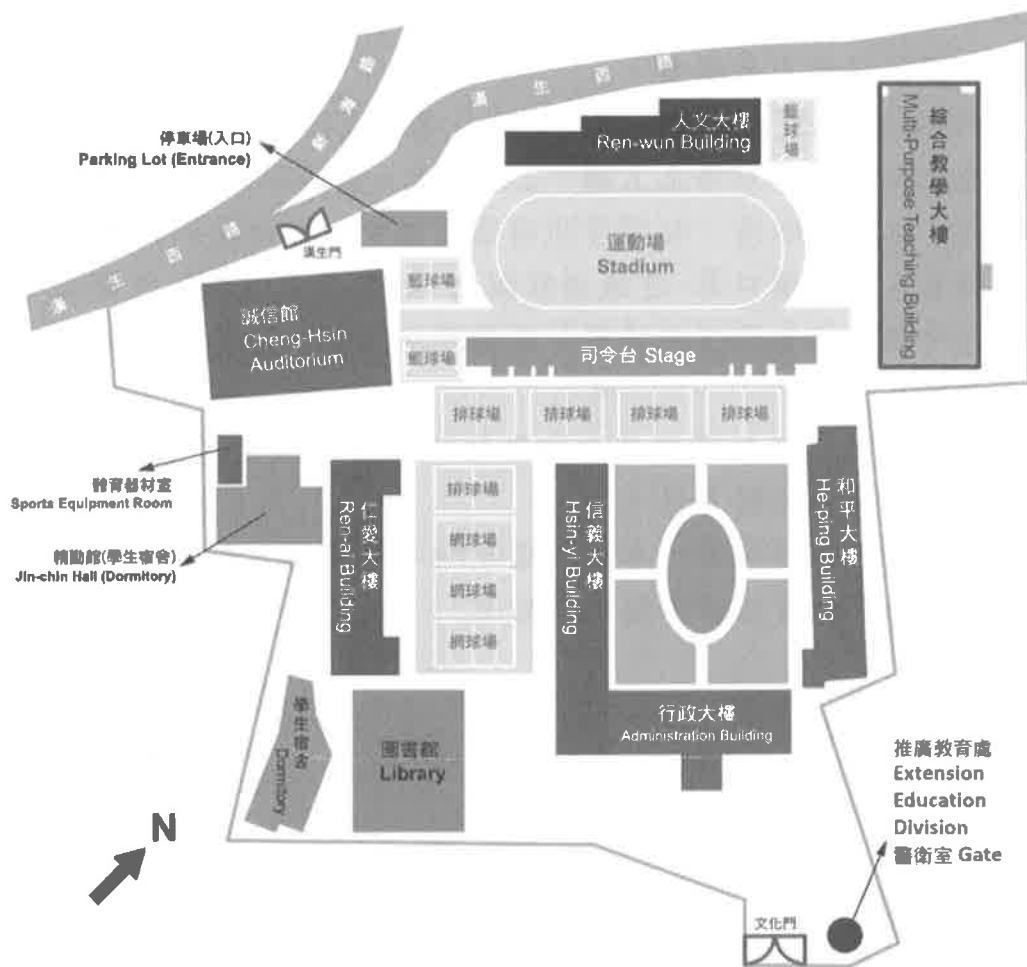 漢生西路
漢生西路
停車場(入口)
Parking Lot (Entrance)
漢生門
人文大樓
Ren-wun Building
籃球場
綜合教學大樓
Multi-Purpose Teaching Building
運動場
Stadium
籃球場
誠信館
Cheng-Hsin
Auditorium
籃球場
司令台 Stage
排球場
排球場
排球場
排球場
體育器材室
Sports Equipment Room
精勤館(學生宿舍)
Jin-chin Hall (Dormitory)
仁愛大樓
Ren-ai Building
排球場
網球場
網球場
網球場
信義大樓
Hsin-yi Building
和平大樓
He-ping Building
行政大樓
Administration Building
學生宿舍
Dormitory
圖書館
Library
推廣教育處
Extension
Education
Division
警衛室 Gate
N
文化門